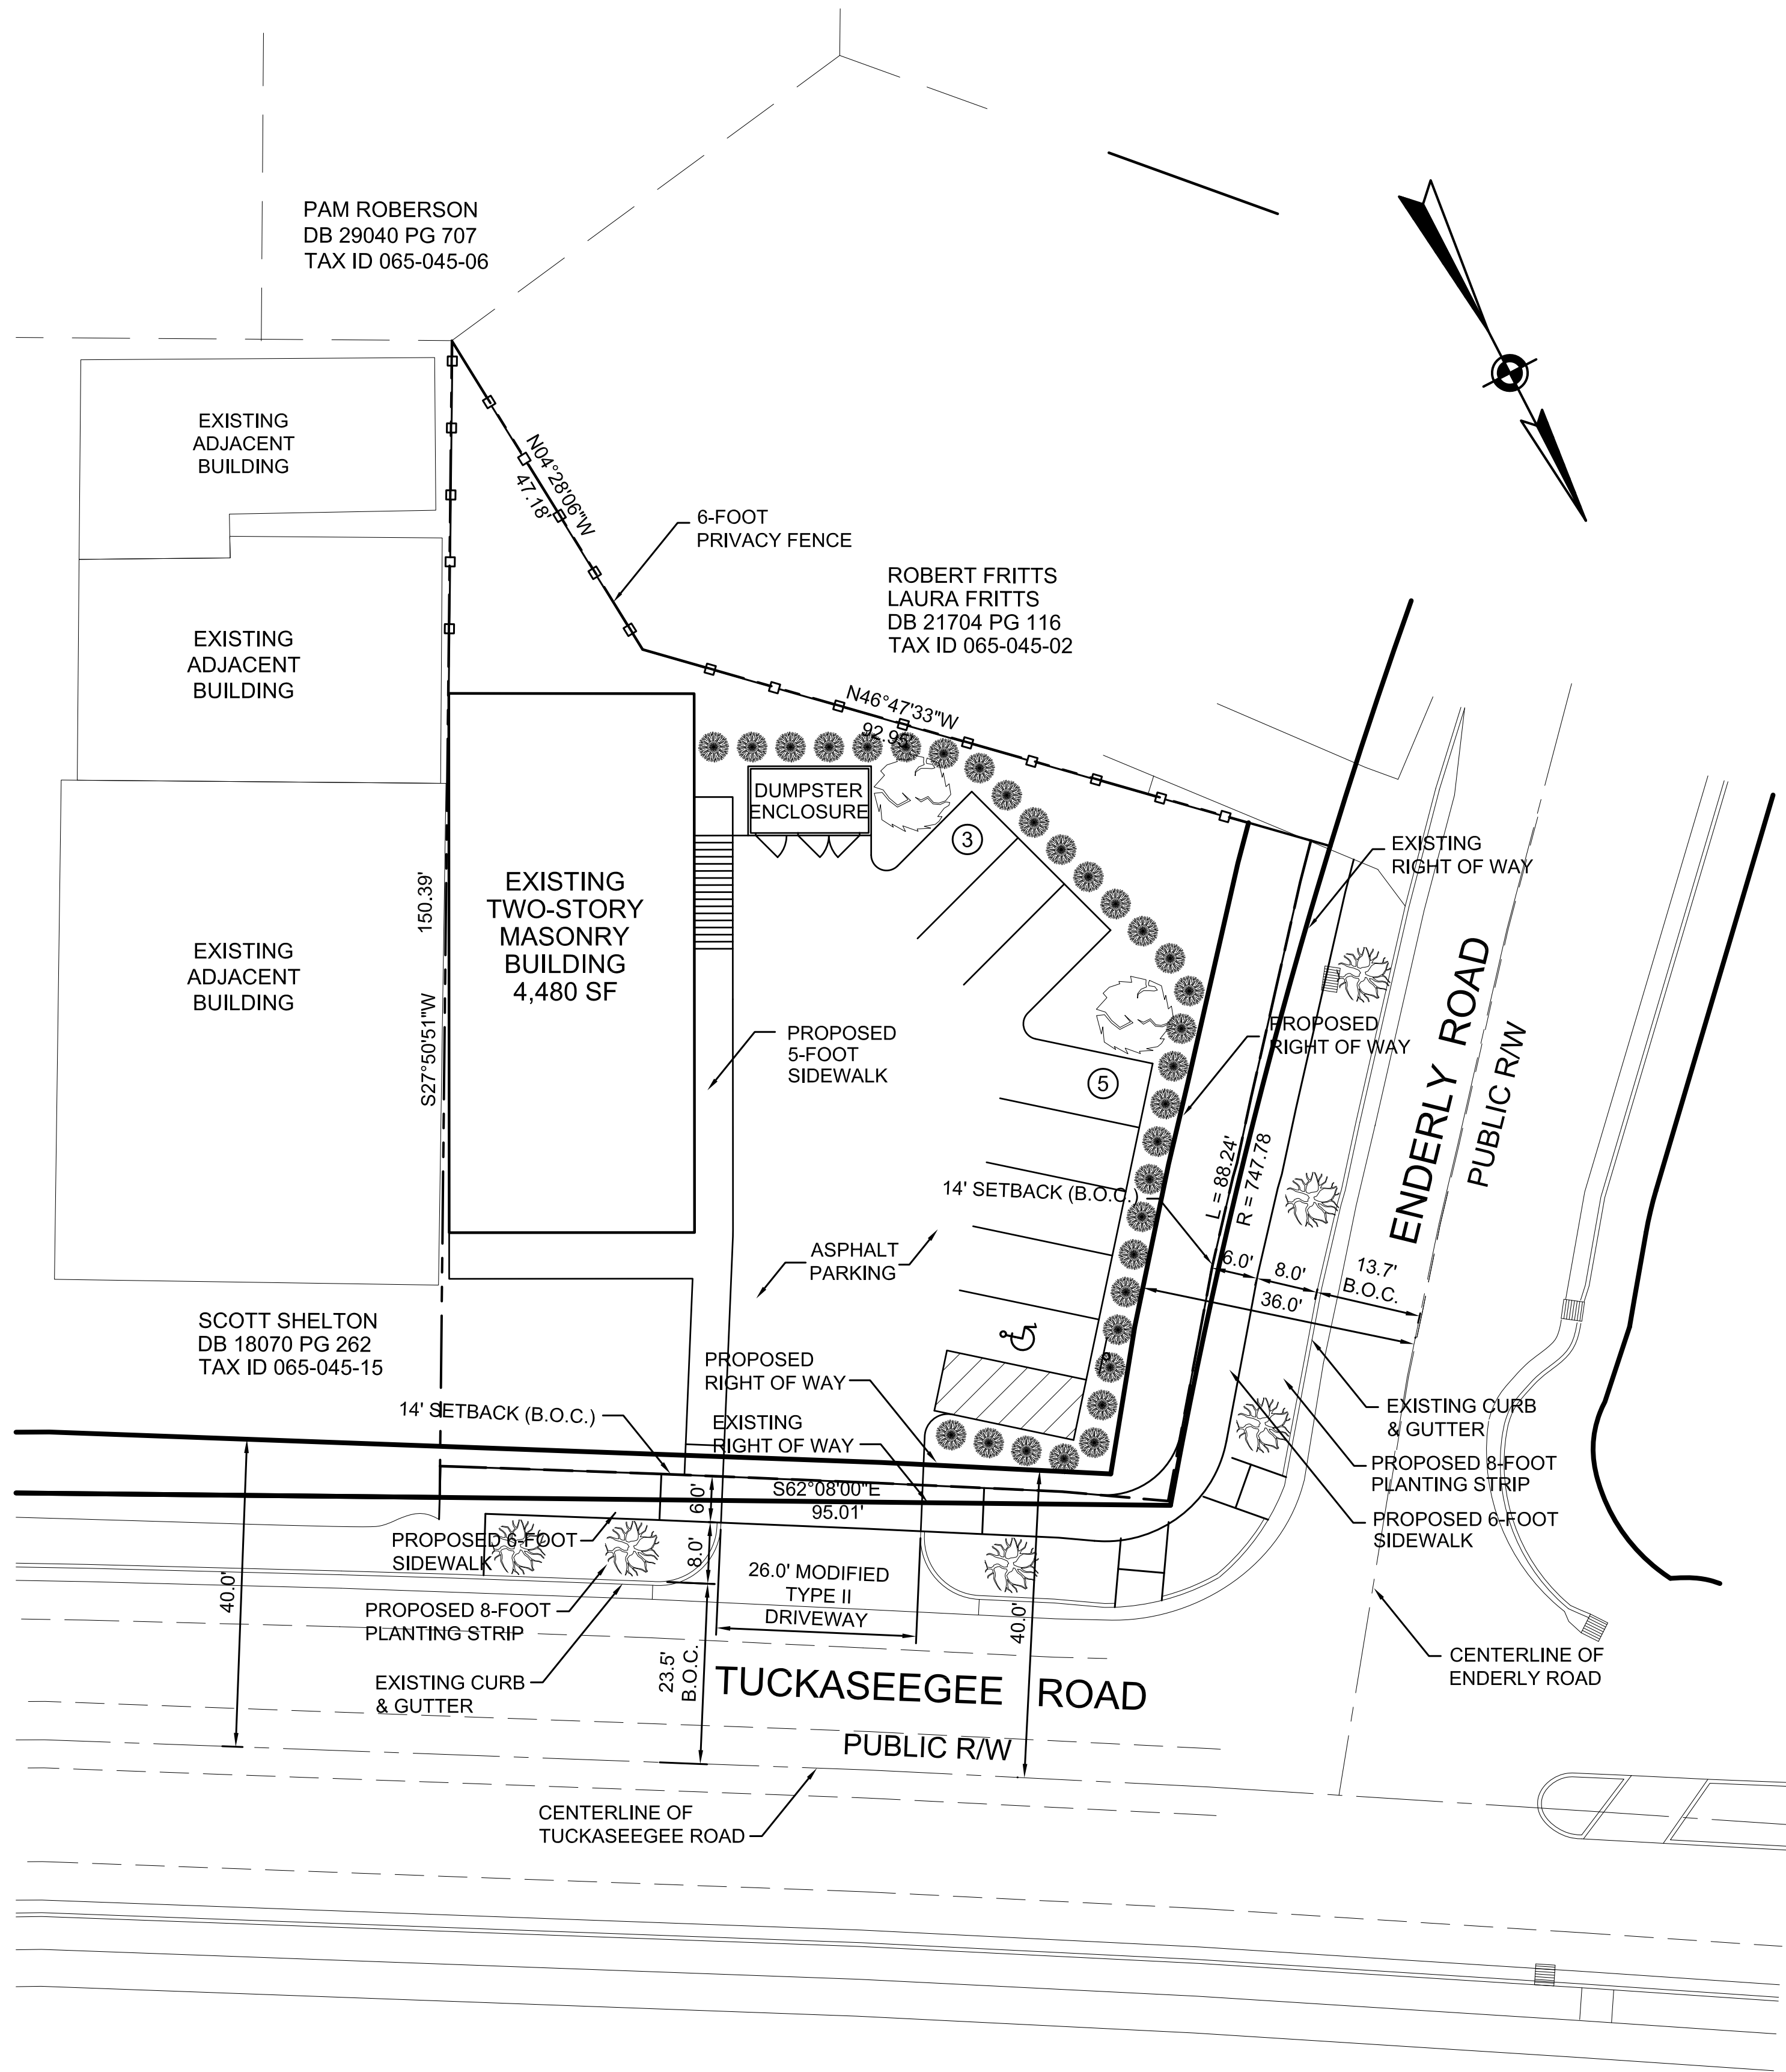 PAM ROBERSON
DB 29040 PG 707
TAX ID 065-045-06
EXISTING
ADJACENT
BUILDING
N04°28'06"W
47.18'
6-FOOT
PRIVACY FENCE
ROBERT FRITTS
LAURA FRITTS
DB 21704 PG 116
TAX ID 065-045-02
EXISTING
ADJACENT
BUILDING
N46°47'33"W
92.95'
DUMPSTER
ENCLOSURE
3
EXISTING
RIGHT OF WAY
EXISTING
TWO-STORY
MASONRY
BUILDING
4,480 SF
150.39'
S27°50'51"W
EXISTING
ADJACENT
BUILDING
PROPOSED
5-FOOT
SIDEWALK
PROPOSED
RIGHT OF WAY
ENDERLY ROAD
PUBLIC R/W
5
14' SETBACK (B.O.C.)
L = 88.24'
R = 747.78
ASPHALT
PARKING
6.0'
8.0'
13.7'
B.O.C.
36.0'
SCOTT SHELTON
DB 18070 PG 262
TAX ID 065-045-15
PROPOSED
RIGHT OF WAY
14' SETBACK (B.O.C.)
EXISTING
RIGHT OF WAY
EXISTING CURB
& GUTTER
PROPOSED 8-FOOT
PLANTING STRIP
PROPOSED 6-FOOT
SIDEWALK
S62°08'00"E
95.01'
6.0'
8.0'
PROPOSED 6-FOOT
SIDEWALK
26.0' MODIFIED
TYPE II
DRIVEWAY
40.0'
40.0'
PROPOSED 8-FOOT
PLANTING STRIP
23.5'
B.O.C.
EXISTING CURB
& GUTTER
TUCKASEEGEE ROAD
PUBLIC R/W
CENTERLINE OF
ENDERLY ROAD
CENTERLINE OF
TUCKASEEGEE ROAD